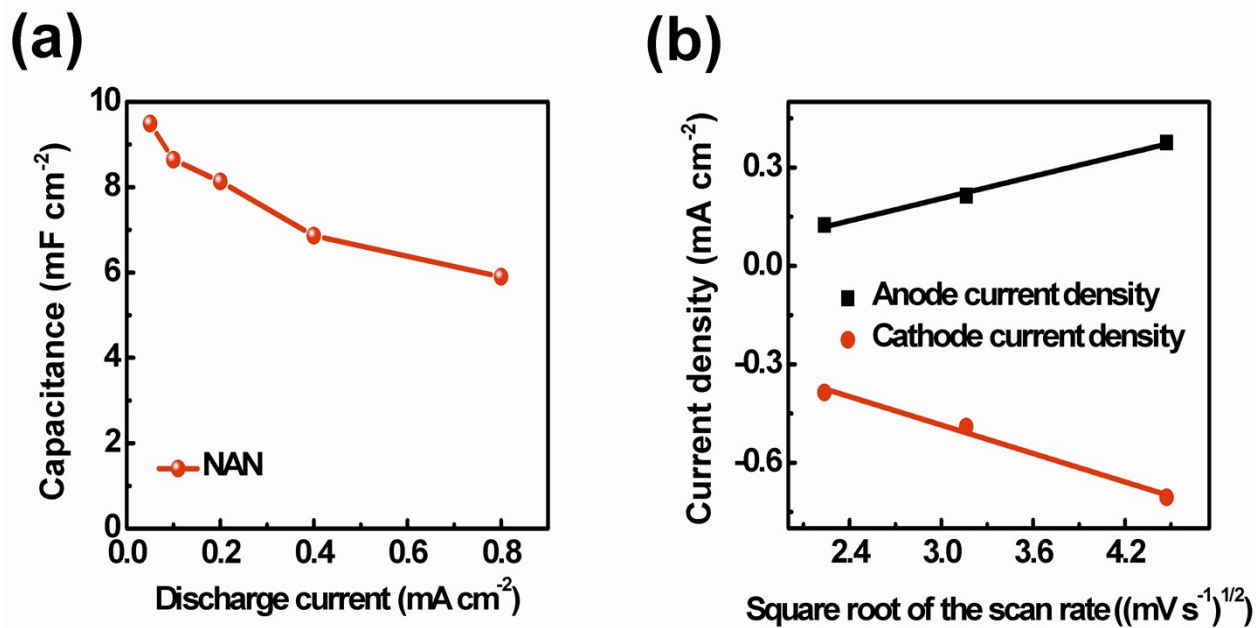 (a)
10
8
6
4
2
0
Capacitance (mF cm⁻²)
NAN
0.0 0.2 0.4 0.6 0.8
Discharge current (mA cm⁻²)
(b)
0.3
0.0
-0.3
-0.6
Current density (mA cm⁻²)
Anode current density
Cathode current density
2.4 3.0 3.6 4.2
Square root of the scan rate ((mV s⁻¹)¹/²)